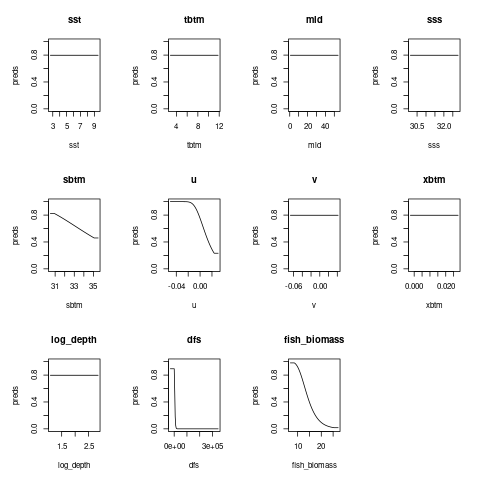 sst
preds
0.0 0.4 0.8
3 5 7 9
sst
tbtm
preds
0.0 0.4 0.8
4 8 12
tbtm
mld
preds
0.0 0.4 0.8
0 20 40
mld
sss
preds
0.0 0.4 0.8
30.5 32.0
sss
sbtm
preds
0.0 0.4 0.8
31 33 35
sbtm
u
preds
0.0 0.4 0.8
-0.04 0.00
u
v
preds
0.0 0.4 0.8
-0.06 0.00
v
xbtm
preds
0.0 0.4 0.8
0.000 0.020
xbtm
log_depth
preds
0.0 0.4 0.8
1.5 2.5
log_depth
dfs
preds
0.0 0.4 0.8
0e+00 3e+05
dfs
fish_biomass
preds
0.0 0.4 0.8
10 20
fish_biomass